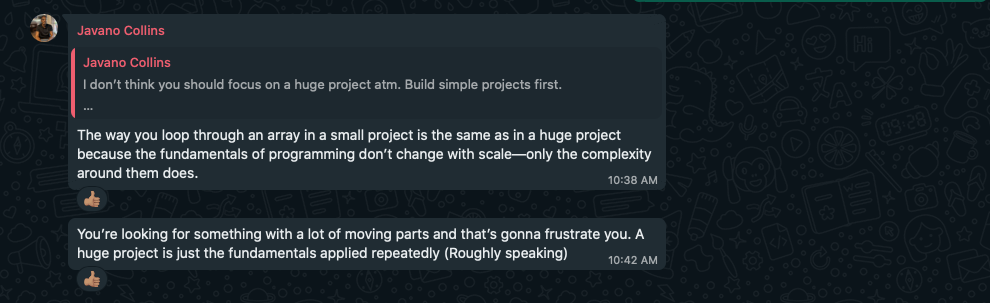 Javano Collins
Javano Collins
I don’t think you should focus on a huge project atm. Build simple projects first.
...
The way you loop through an array in a small project is the same as in a huge project
because the fundamentals of programming don’t change with scale—only the complexity
around them does.
10:38 AM
You’re looking for something with a lot of moving parts and that’s gonna frustrate you. A
huge project is just the fundamentals applied repeatedly (Roughly speaking)
10:42 AM